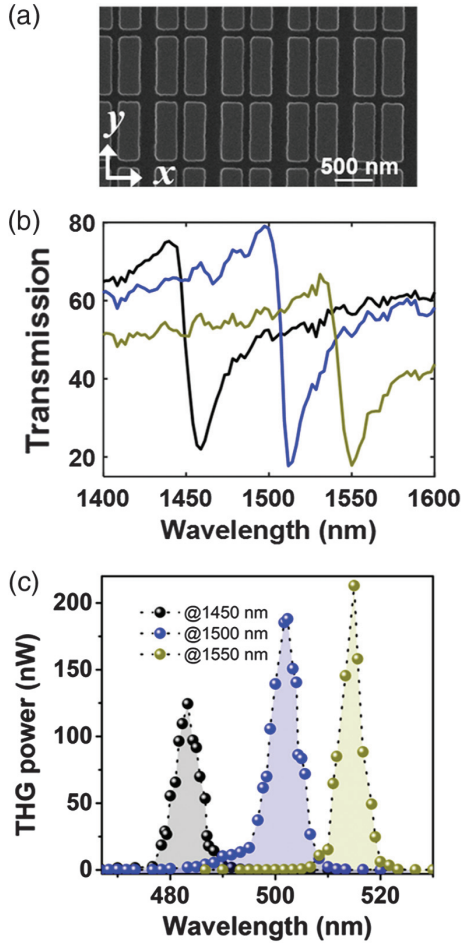 (a)
y
x
500 nm
(b)
80
60
40
20
Transmission
1400 1450 1500 1550 1600
Wavelength (nm)
(c)
@1450 nm
@1500 nm
@1550 nm
200
150
100
50
0
THG power (nW)
480 500 520
Wavelength (nm)